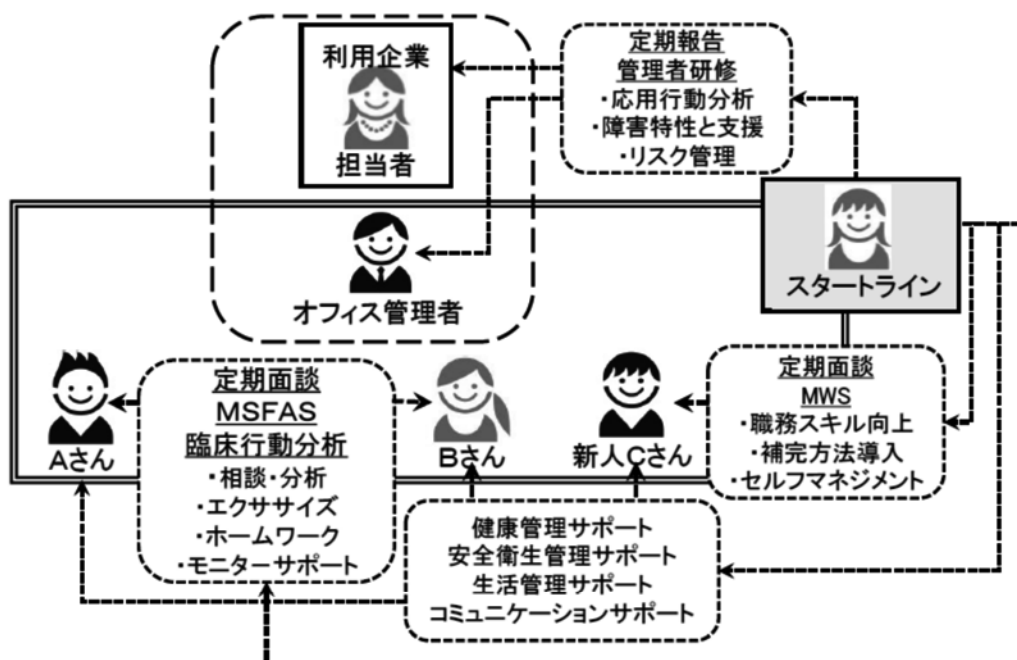 利用企業
担当者
定期報告
管理者研修
・応用行動分析
・障害特性と支援
・リスク管理
スタートライン
オフィス管理者
Aさん
定期面談
MSFAS
臨床行動分析
・相談・分析
・エクササイズ
・ホームワーク
・モニターサポート
Bさん
新人Cさん
定期面談
MWS
・職務スキル向上
・補完方法導入
・セルフマネジメント
健康管理サポート
安全衛生管理サポート
生活管理サポート
コミュニケーションサポート